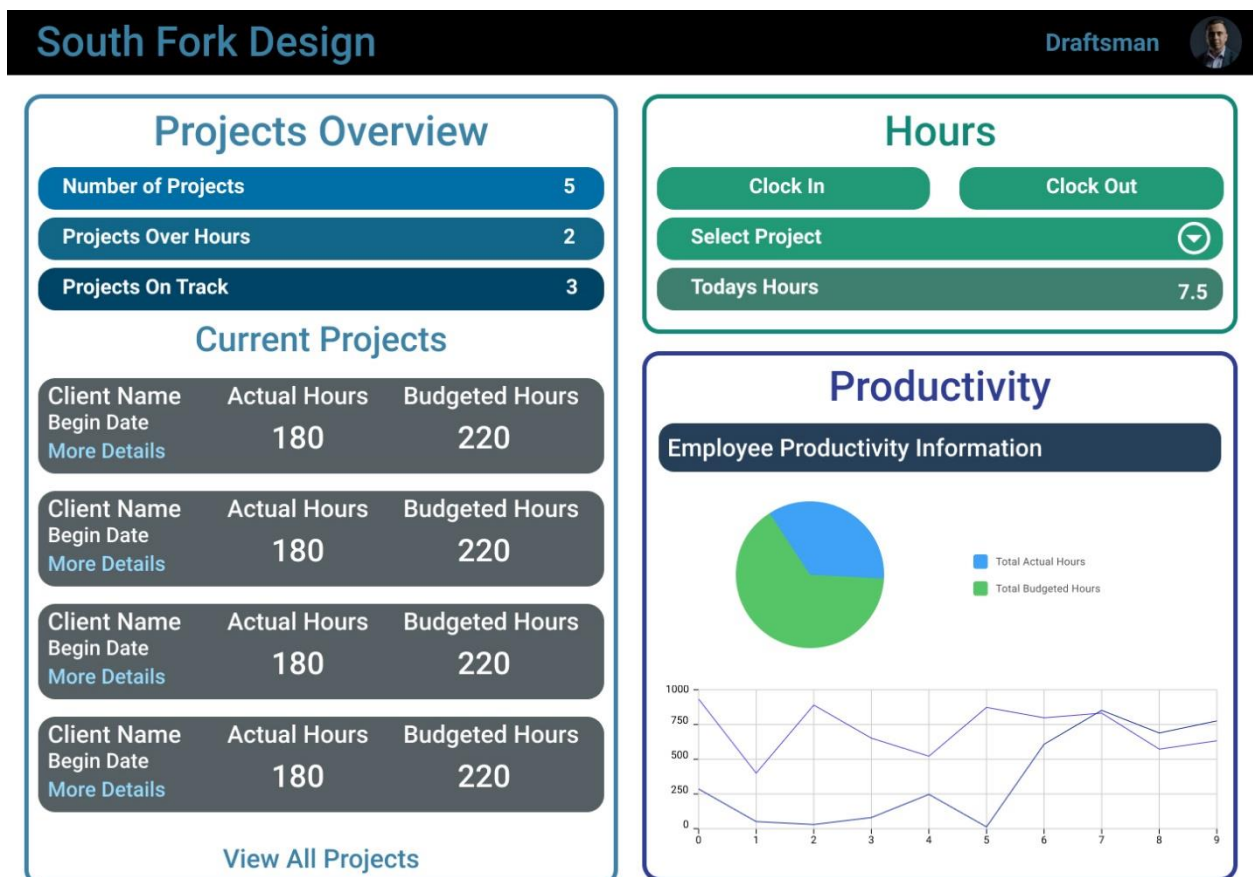 South Fork Design
Draftsman
Projects Overview
Number of Projects 5
Projects Over Hours 2
Projects On Track 3
Current Projects
Client Name Actual Hours Budgeted Hours
Begin Date
180 220
More Details
Client Name Actual Hours Budgeted Hours
Begin Date
180 220
More Details
Client Name Actual Hours Budgeted Hours
Begin Date
180 220
More Details
Client Name Actual Hours Budgeted Hours
Begin Date
180 220
More Details
View All Projects
Hours
Clock In Clock Out
Select Project
Todays Hours 7.5
Productivity
Employee Productivity Information
Total Actual Hours
Total Budgeted Hours
1000
750
500
250
0
0 1 2 3 4 5 6 7 8 9